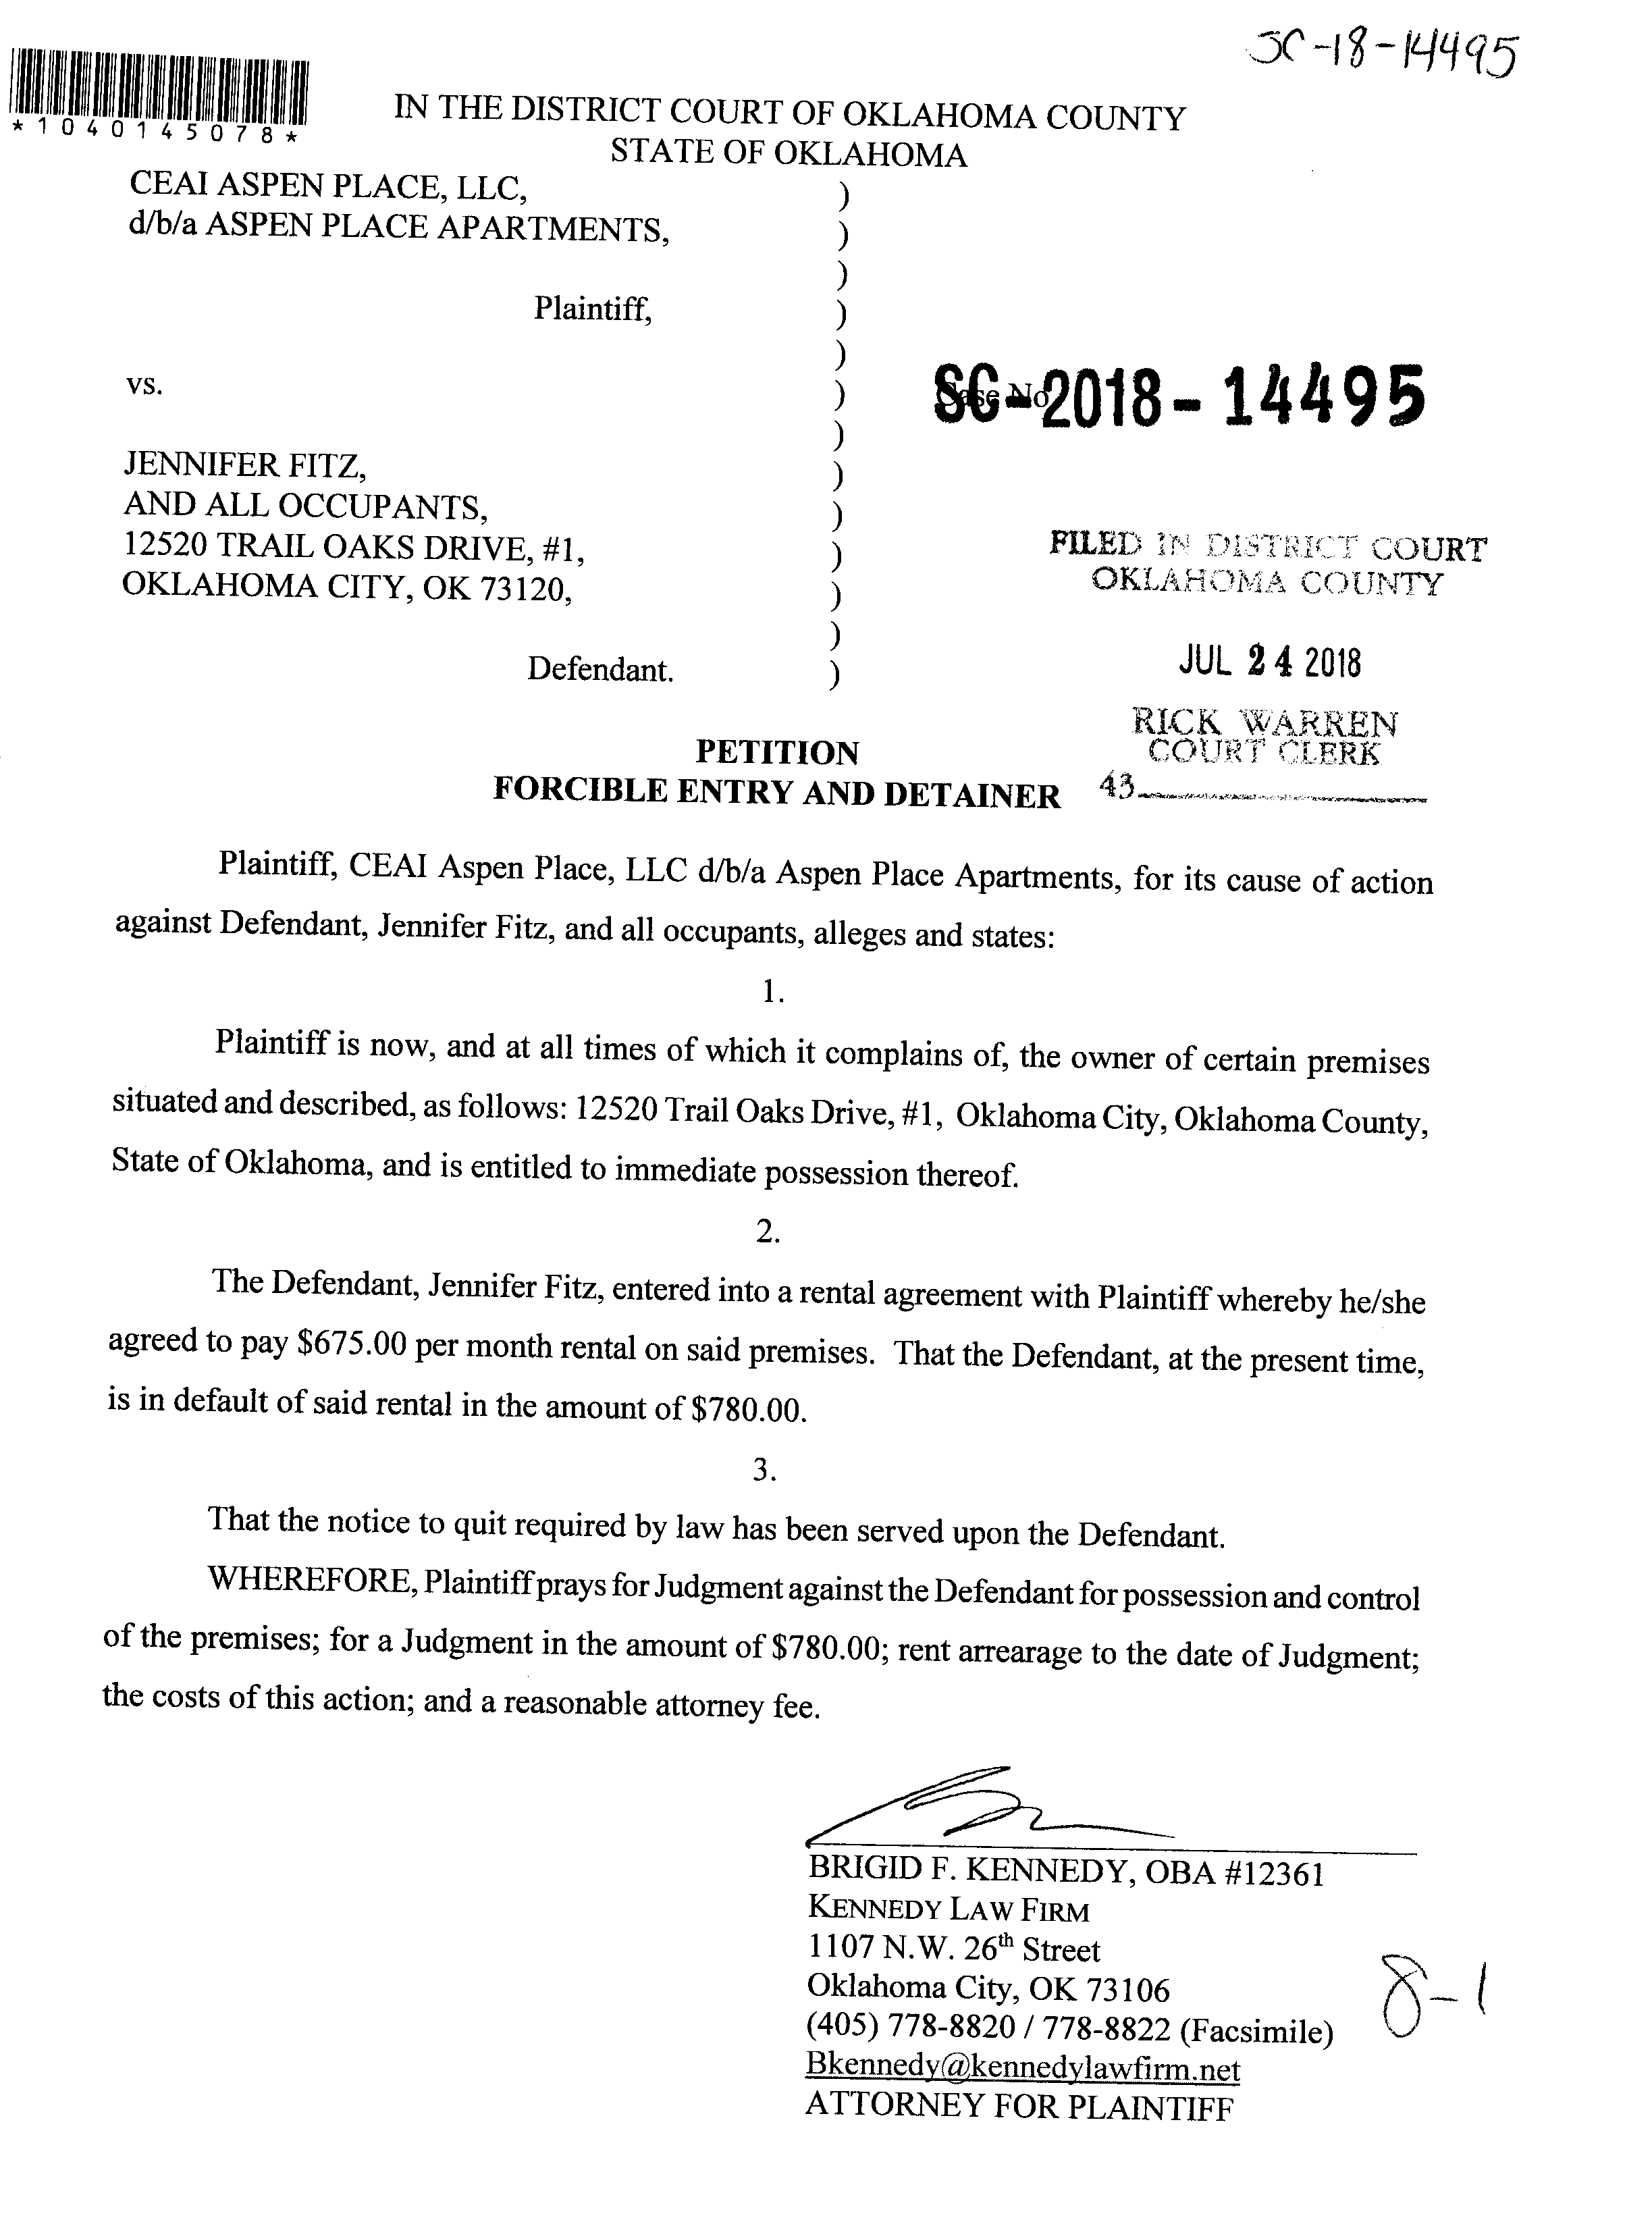 SC-18-14495
*1040145078*
IN THE DISTRICT COURT OF OKLAHOMA COUNTY
STATE OF OKLAHOMA
CEAI ASPEN PLACE, LLC, )
d/b/a ASPEN PLACE APARTMENTS, )
)
Plaintiff, )
)
vs. )
Case No
SC-2018-14495
)
JENNIFER FITZ, )
AND ALL OCCUPANTS, )
12520 TRAIL OAKS DRIVE, #1, )
OKLAHOMA CITY, OK 73120, )
)
Defendant. )
FILED IN DISTRICT COURT
OKLAHOMA COUNTY
JUL 24 2018
RICK WARREN
COURT CLERK
43
PETITION
FORCIBLE ENTRY AND DETAINER
Plaintiff, CEAI Aspen Place, LLC d/b/a Aspen Place Apartments, for its cause of action
against Defendant, Jennifer Fitz, and all occupants, alleges and states:
1.
Plaintiff is now, and at all times of which it complains of, the owner of certain premises
situated and described, as follows: 12520 Trail Oaks Drive, #1, Oklahoma City, Oklahoma County,
State of Oklahoma, and is entitled to immediate possession thereof.
2.
The Defendant, Jennifer Fitz, entered into a rental agreement with Plaintiff whereby he/she
agreed to pay $675.00 per month rental on said premises. That the Defendant, at the present time,
is in default of said rental in the amount of $780.00.
3.
That the notice to quit required by law has been served upon the Defendant.
WHEREFORE, Plaintiff prays for Judgment against the Defendant for possession and control
of the premises; for a Judgment in the amount of $780.00; rent arrearage to the date of Judgment;
the costs of this action; and a reasonable attorney fee.
BRIGID F. KENNEDY, OBA #12361
KENNEDY LAW FIRM
1107 N.W. 26th Street
Oklahoma City, OK 73106
(405) 778-8820 / 778-8822 (Facsimile)
Bkennedy@kennedylawfirm.net
ATTORNEY FOR PLAINTIFF
8-1